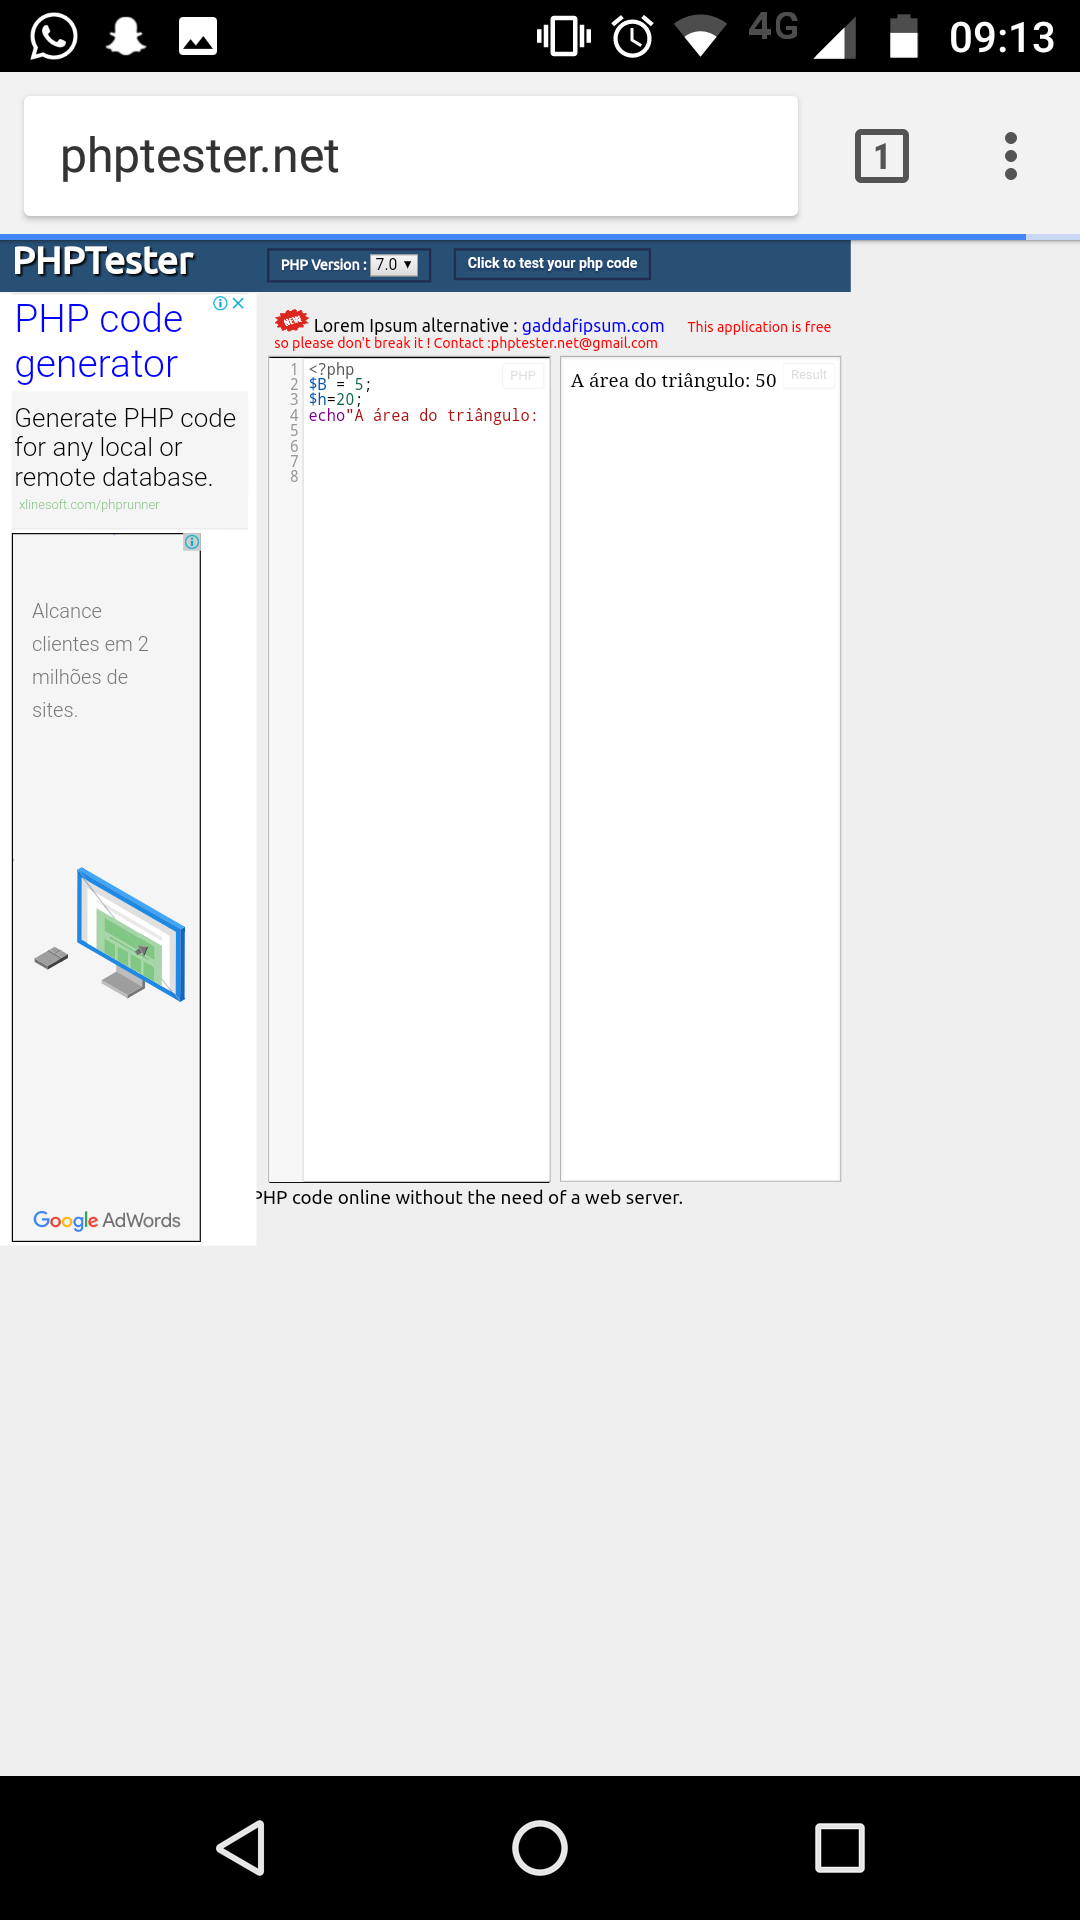 4G 09:13
phptester.net 1
PHPTester PHP Version : 7.0 Click to test your php code
PHP code
generator
Generate PHP code
for any local or
remote database.
xlinesoft.com/phprunner
Alcance
clientes em 2
milhões de
sites.
Google AdWords
NEW Lorem Ipsum alternative : gaddafipsum.com This application is free
so please don't break it ! Contact :phptester.net@gmail.com
PHP
1 <?php
2 $B = 5;
3 $h=20;
4 echo"A área do triângulo:
5
6
7
8
A área do triângulo: 50 Result
PHP code online without the need of a web server.